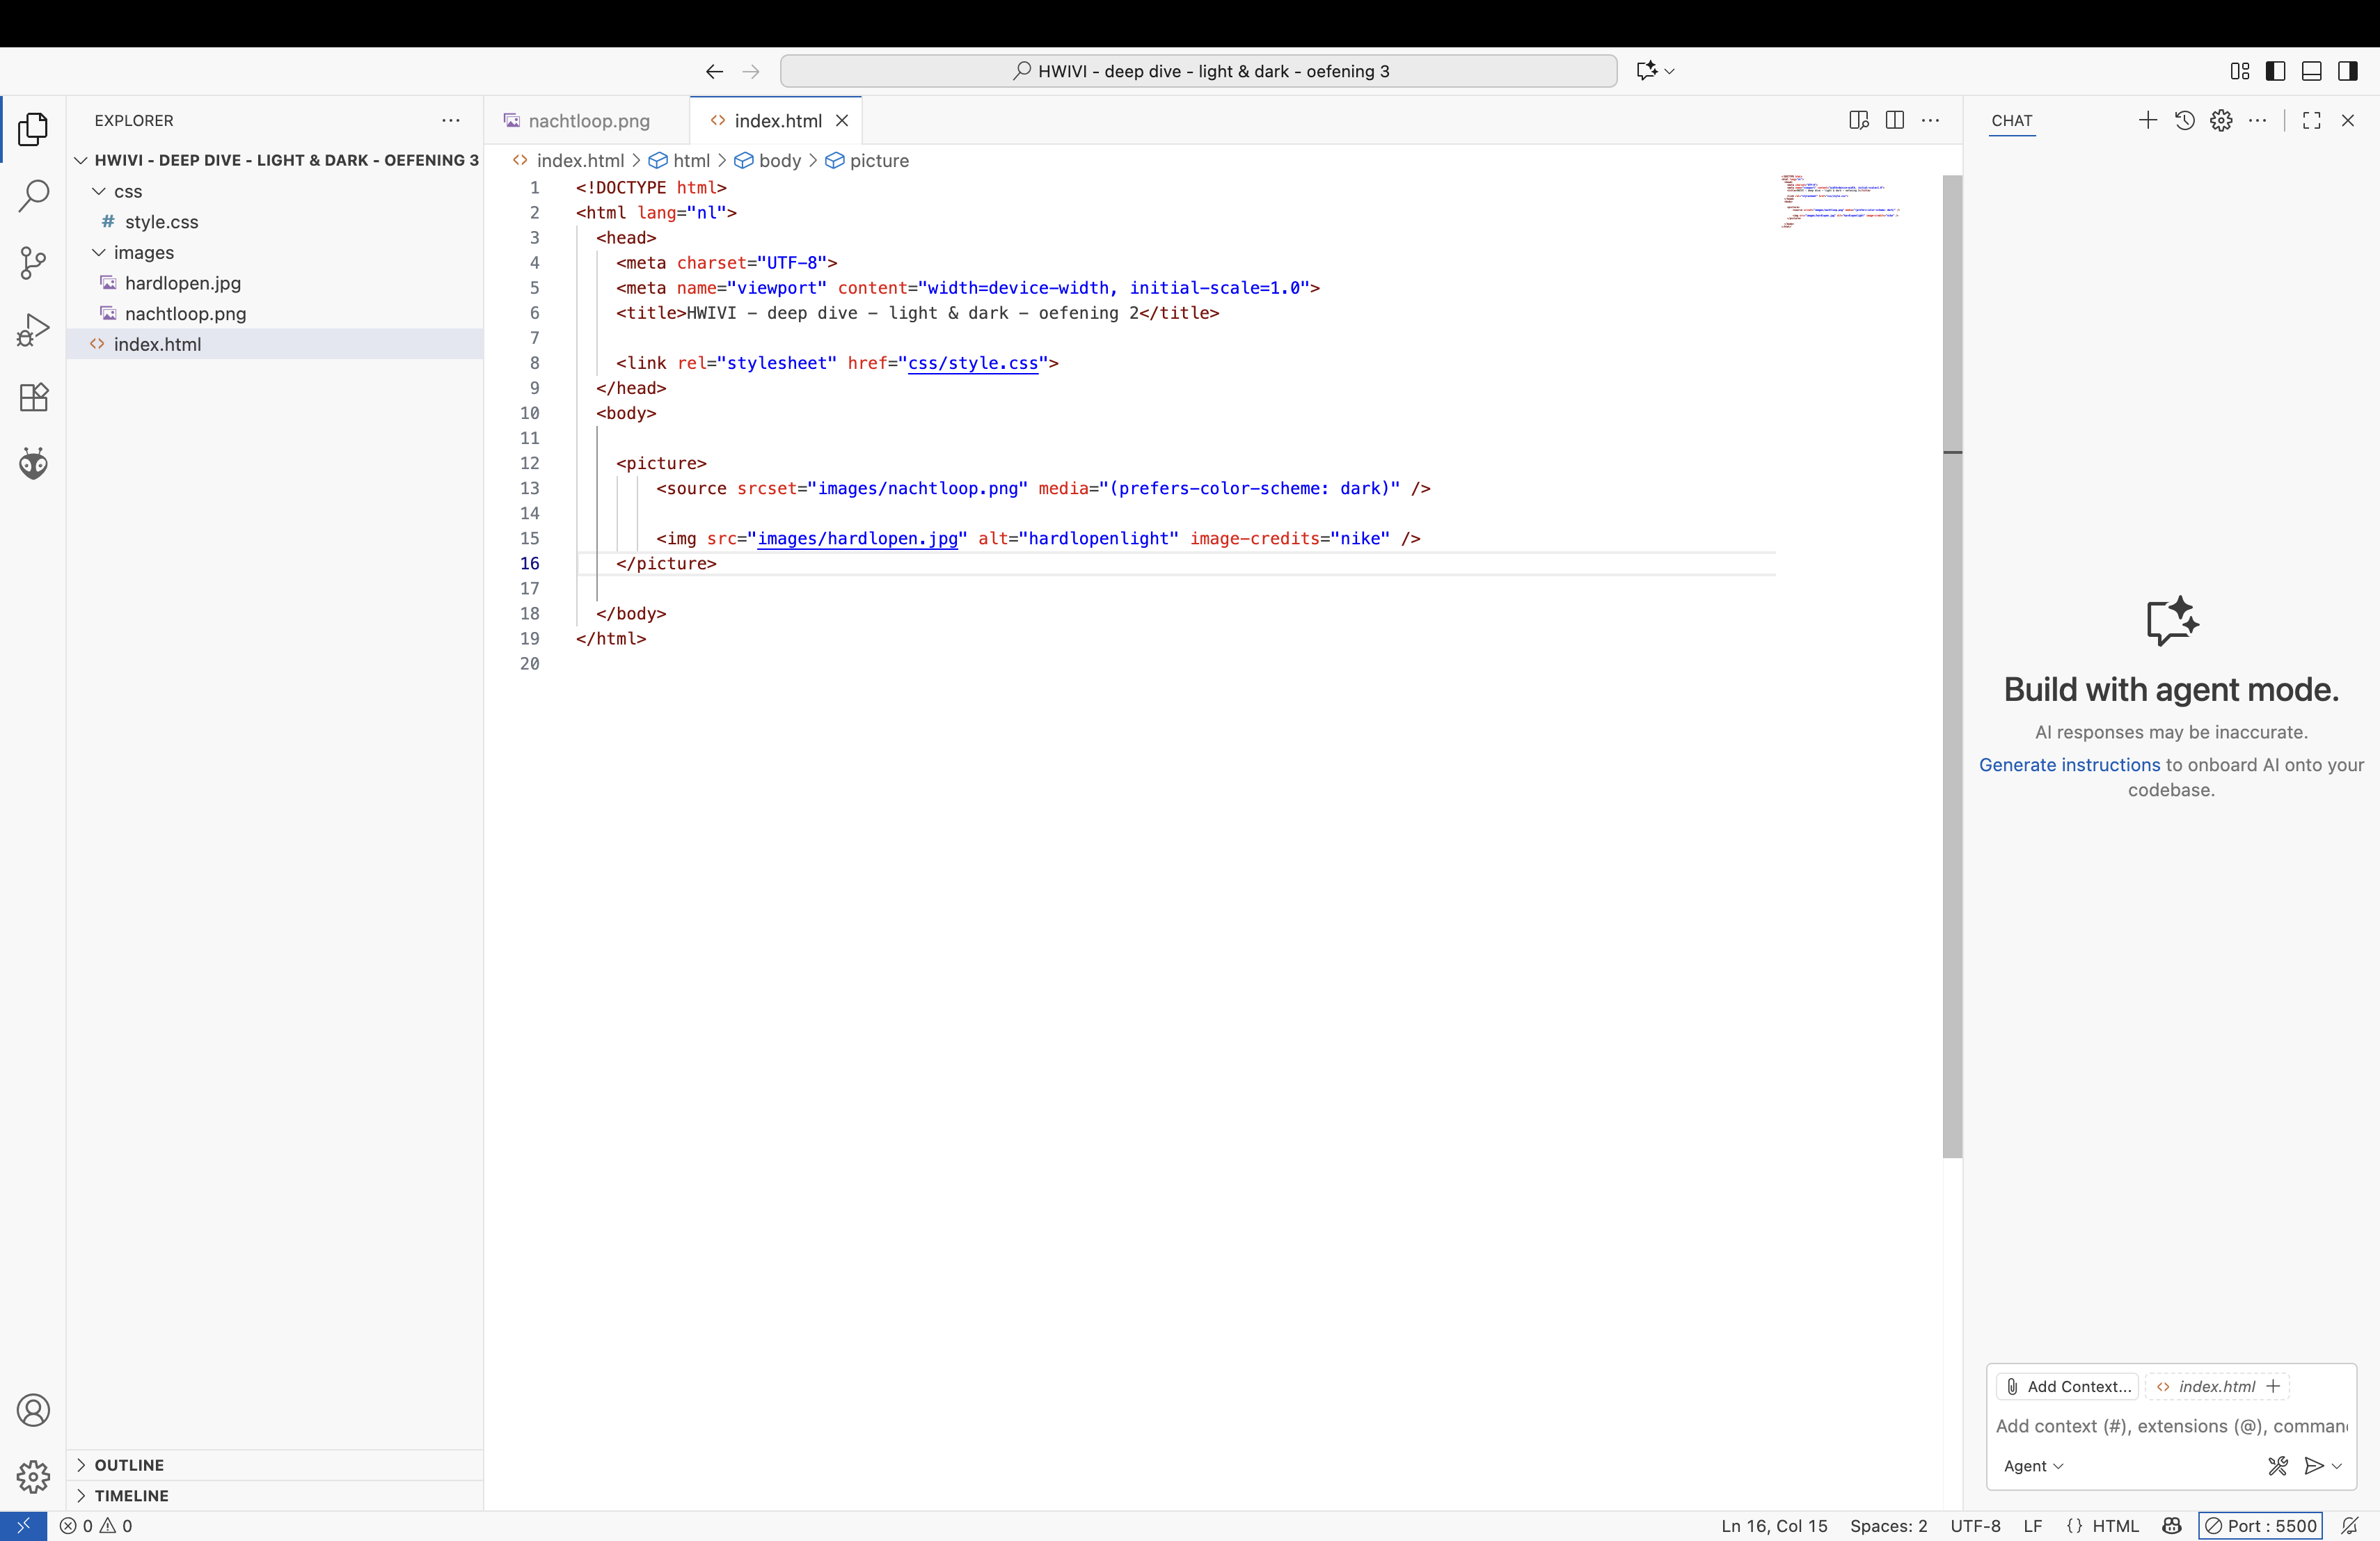 HWIVI - deep dive - light & dark - oefening 3
EXPLORER
HWIVI - DEEP DIVE - LIGHT & DARK - OEFENING 3
css
# style.css
images
hardlopen.jpg
nachtloop.png
<> index.html
OUTLINE
TIMELINE
nachtloop.png
<> index.html
<> index.html > html > body > picture
1 <!DOCTYPE html>
2 <html lang="nl">
3 <head>
4 <meta charset="UTF-8">
5 <meta name="viewport" content="width=device-width, initial-scale=1.0">
6 <title>HWIVI - deep dive - light & dark - oefening 2</title>
7
8 <link rel="stylesheet" href="css/style.css">
9 </head>
10 <body>
11
12 <picture>
13 <source srcset="images/nachtloop.png" media="(prefers-color-scheme: dark)" />
14
15 <img src="images/hardlopen.jpg" alt="hardlopenlight" image-credits="nike" />
16 </picture>
17
18 </body>
19 </html>
20
CHAT
Build with agent mode.
AI responses may be inaccurate.
Generate instructions to onboard AI onto your
codebase.
Add Context...
<> index.html +
Add context (#), extensions (@), comman
Agent
0 0
Ln 16, Col 15
Spaces: 2
UTF-8
LF
{} HTML
Port : 5500